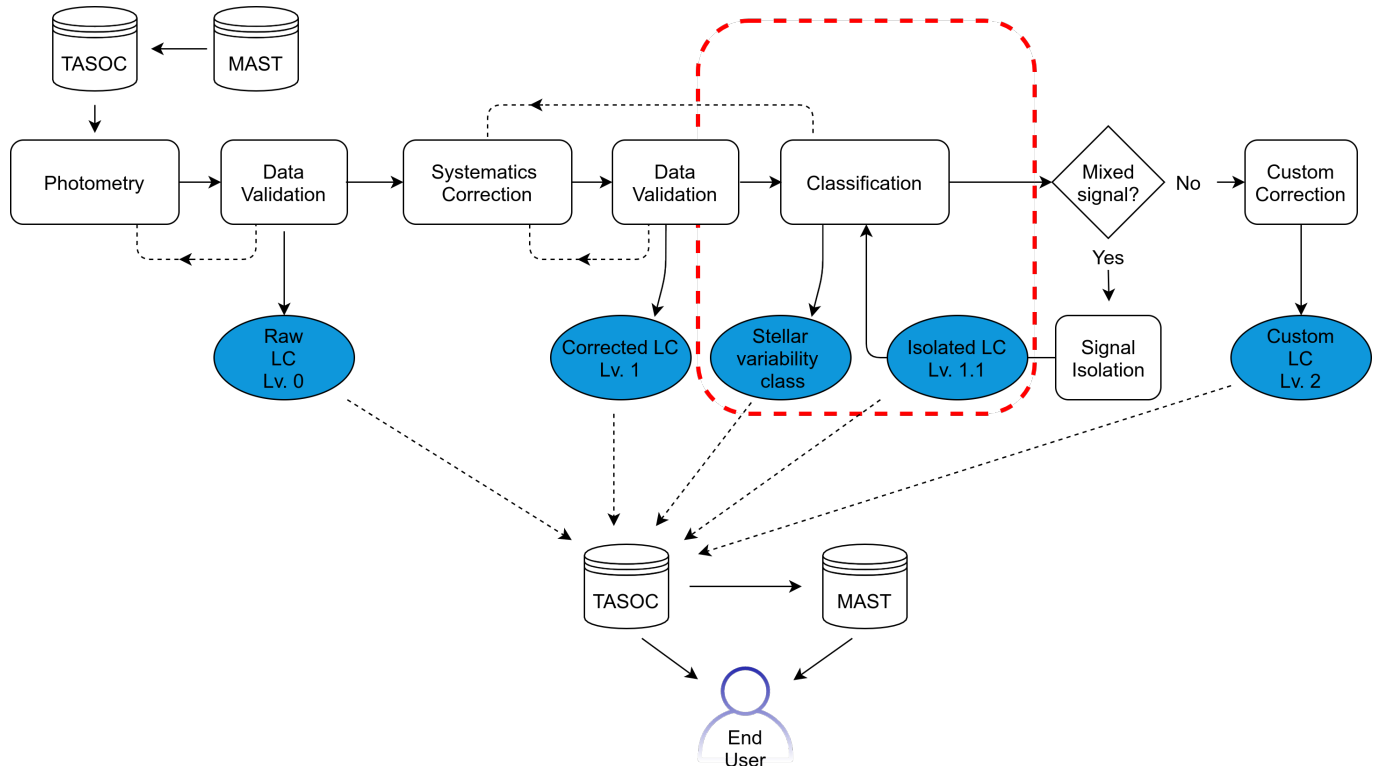 TASOC
MAST
Photometry
Data
Validation
Systematics
Correction
Data
Validation
Classification
Mixed
signal?
No
Custom
Correction
Yes
Raw
LC
Lv. 0
Corrected LC
Lv. 1
Stellar
variability
class
Isolated LC
Lv. 1.1
Signal
Isolation
Custom
LC
Lv. 2
TASOC
MAST
End
User